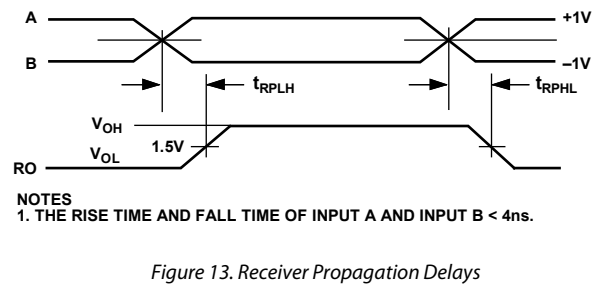 A
+1V
B
–1V
tRPLH
tRPHL
VOH
VOL
1.5V
RO
NOTES
1. THE RISE TIME AND FALL TIME OF INPUT A AND INPUT B < 4ns.
Figure 13. Receiver Propagation Delays